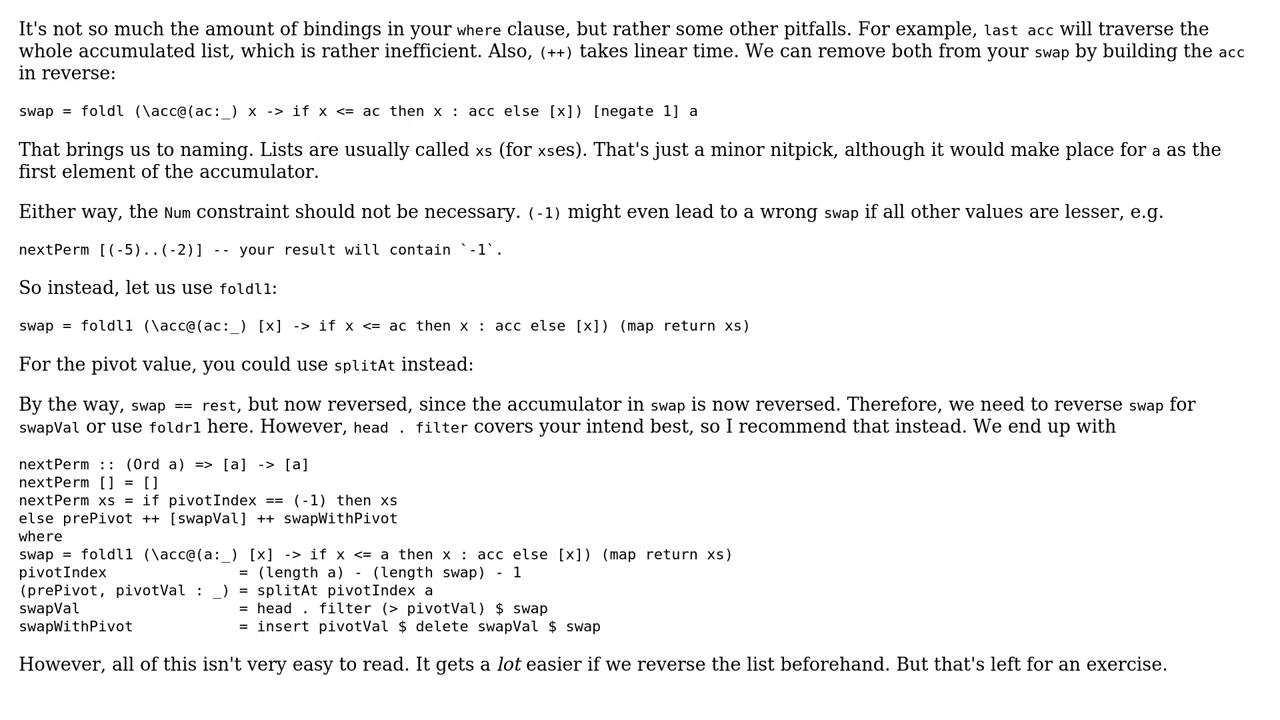 It's not so much the amount of bindings in your where clause, but rather some other pitfalls. For example, last acc will traverse the
whole accumulated list, which is rather inefficient. Also, (++) takes linear time. We can remove both from your swap by building the acc
in reverse:
swap = foldl (\acc@(ac:_) x -> if x <= ac then x : acc else [x]) [negate 1] a
That brings us to naming. Lists are usually called xs (for xses). That's just a minor nitpick, although it would make place for a as the
first element of the accumulator.
Either way, the Num constraint should not be necessary. (-1) might even lead to a wrong swap if all other values are lesser, e.g.
nextPerm [(-5)..(-2)] -- your result will contain `-1`.
So instead, let us use foldl1:
swap = foldl1 (\acc@(ac:_) [x] -> if x <= ac then x : acc else [x]) (map return xs)
For the pivot value, you could use splitAt instead:
By the way, swap == rest, but now reversed, since the accumulator in swap is now reversed. Therefore, we need to reverse swap for
swapVal or use foldr1 here. However, head . filter covers your intend best, so I recommend that instead. We end up with
nextPerm :: (Ord a) => [a] -> [a]
nextPerm [] = []
nextPerm xs = if pivotIndex == (-1) then xs
else prePivot ++ [swapVal] ++ swapWithPivot
where
swap = foldl1 (\acc@(a:_) [x] -> if x <= a then x : acc else [x]) (map return xs)
pivotIndex               = (length a) - (length swap) - 1
(prePivot, pivotVal : _) = splitAt pivotIndex a
swapVal                  = head . filter (> pivotVal) $ swap
swapWithPivot            = insert pivotVal $ delete swapVal $ swap
However, all of this isn't very easy to read. It gets a lot easier if we reverse the list beforehand. But that's left for an exercise.